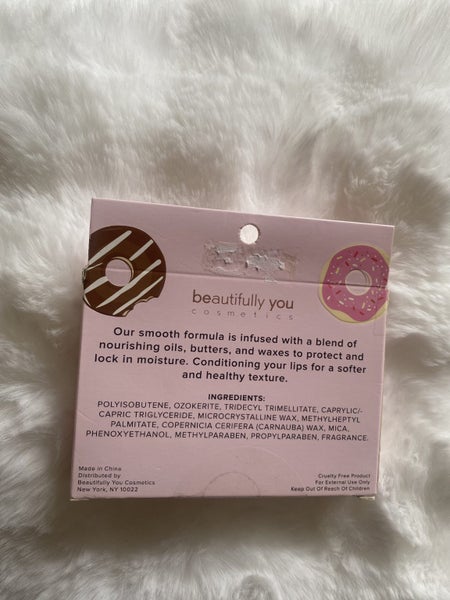 beautifully you
cosmetics
Our smooth formula is infused with a blend of
nourishing oils, butters, and waxes to protect and
lock in moisture. Conditioning your lips for a softer
and healthy texture.
INGREDIENTS:
POLYISOBUTENE, OZOKERITE, TRIDECYL TRIMELLITATE, CAPRYLIC/-
CAPRIC TRIGLYCERIDE, MICROCRYSTALLINE WAX, METHYLHEPTYL
PALMITATE, COPERNICIA CERIFERA (CARNAUBA) WAX, MICA,
PHENOXYETHANOL, METHYLPARABEN, PROPYLPARABEN, FRAGRANCE.
Made in China
Distributed by
Beautifully You Cosmetics
New York, NY 10022
Cruelty Free Product
For External Use Only
Keep Out Of Reach Of Children